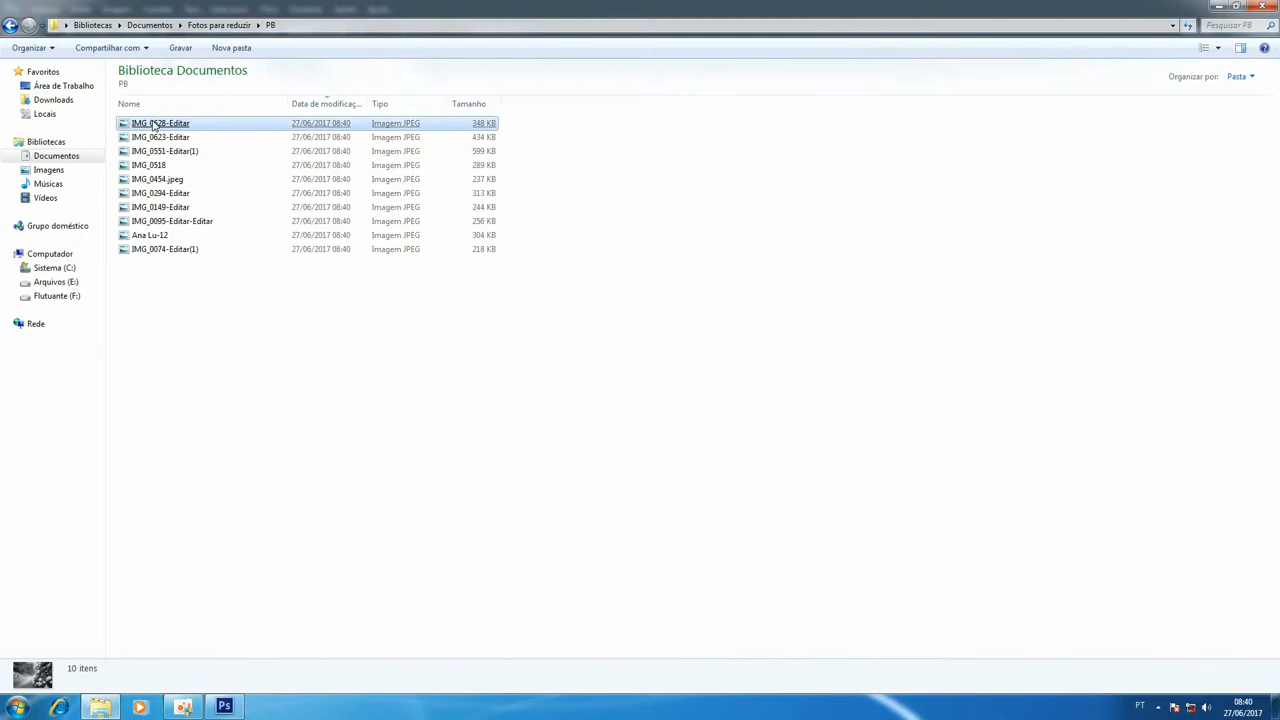 Bibliotecas Documentos Fotos para reduzir PB
Pesquisar PB
Organizar Compartilhar com Gravar Nova pasta
Favoritos
Área de Trabalho
Downloads
Locais
Bibliotecas
Documentos
Imagens
Músicas
Vídeos
Grupo doméstico
Computador
Sistema (C:)
Arquivos (E:)
Flutuante (F:)
Rede
Biblioteca Documentos
PB
Organizar por: Pasta
Nome Data de modificaç... Tipo Tamanho
IMG_0628-Editar 27/06/2017 08:40 Imagem JPEG 348 KB
IMG_0623-Editar 27/06/2017 08:40 Imagem JPEG 434 KB
IMG_0551-Editar(1) 27/06/2017 08:40 Imagem JPEG 599 KB
IMG_0518 27/06/2017 08:40 Imagem JPEG 289 KB
IMG_0454.jpeg 27/06/2017 08:40 Imagem JPEG 237 KB
IMG_0294-Editar 27/06/2017 08:40 Imagem JPEG 313 KB
IMG_0149-Editar 27/06/2017 08:40 Imagem JPEG 244 KB
IMG_0095-Editar-Editar 27/06/2017 08:40 Imagem JPEG 256 KB
Ana Lu-12 27/06/2017 08:40 Imagem JPEG 304 KB
IMG_0074-Editar(1) 27/06/2017 08:40 Imagem JPEG 218 KB
10 itens
Ps
PT
08:40
27/06/2017